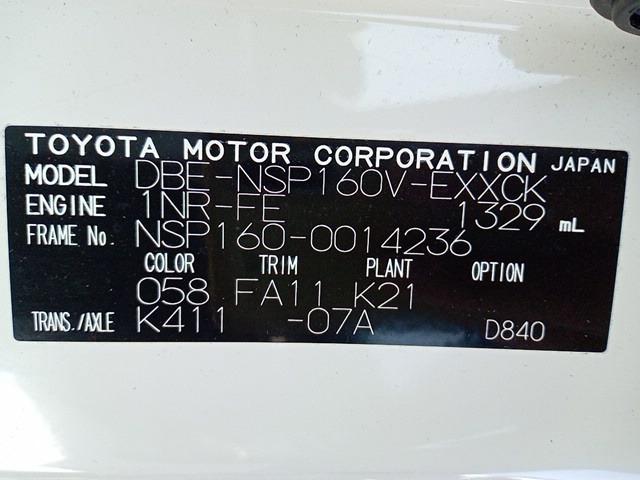 TOYOTA MOTOR CORPORATION JAPAN
MODEL DBE-NSP160V-EXXCK
ENGINE 1NR-FE 1329 mL
FRAME No. NSP160-0014236
COLOR TRIM PLANT OPTION
058 FA11 K21
TRANS./AXLE K411 -07A D840